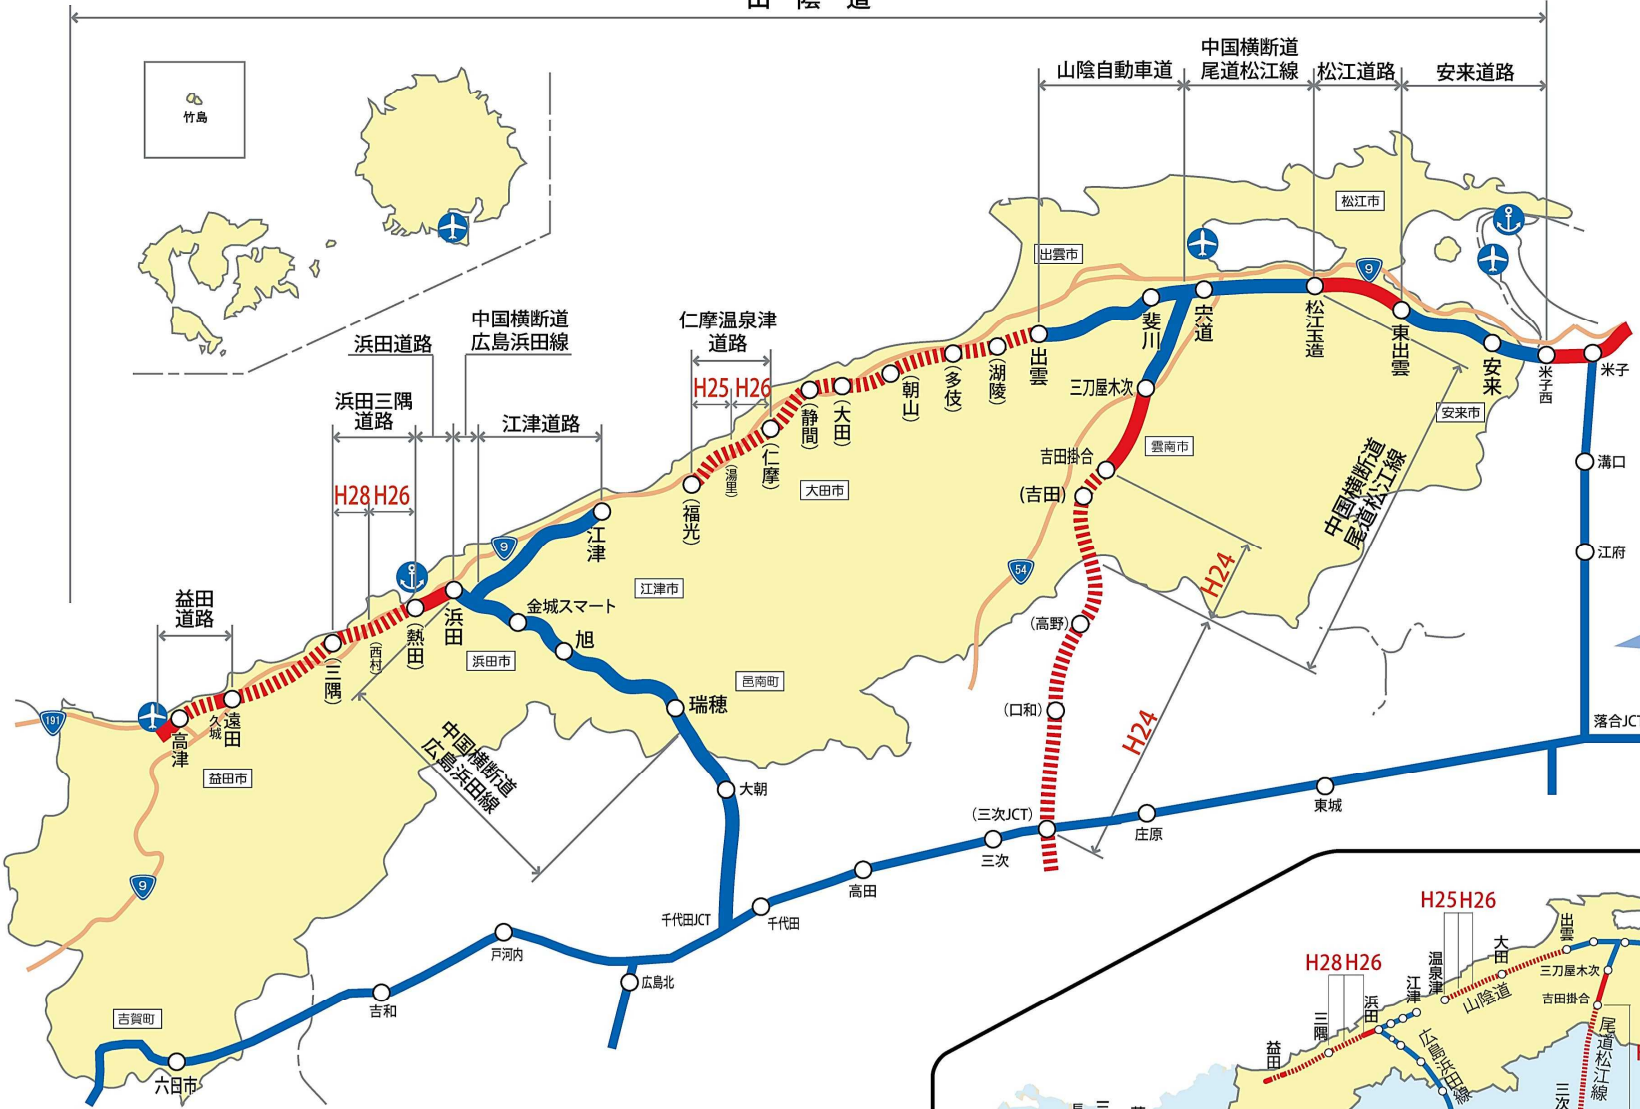 山陰道
竹島
山陰自動車道
中国横断道
尾道松江線
松江道路
安来道路
松江市
出雲市
9
斐川
宍道
松江玉造
東出雲
安来
米子西
米子
三刀屋木次
安来市
雲南市
吉田掛合
(吉田)
中国横断道
尾道松江線
溝口
江府
54
H24
(高野)
(口和)
H24
(三次JCT)
落合JCT
仁摩温泉津
道路
H25
H26
出雲
(湖陵)
(多伎)
(朝山)
(大田)
(静間)
(仁摩)
(湯里)
(福光)
大田市
中国横断道
広島浜田線
浜田道路
浜田三隅
道路
江津道路
H28
H26
江津
9
江津市
金城スマート
旭
浜田
浜田市
(熱田)
(西村)
(三隅)
益田
道路
191
高津
久城
遠田
益田市
邑南町
瑞穂
中国横断道
広島浜田線
大朝
9
千代田JCT
千代田
高田
三次
庄原
東城
戸河内
広島北
吉和
吉賀町
六日市
H25
H26
H28
H26
出雲
大田
温泉津
江津
浜田
三隅
益田
山陰道
三刀屋木次
吉田掛合
広島浜田線
尾道松江線
三次